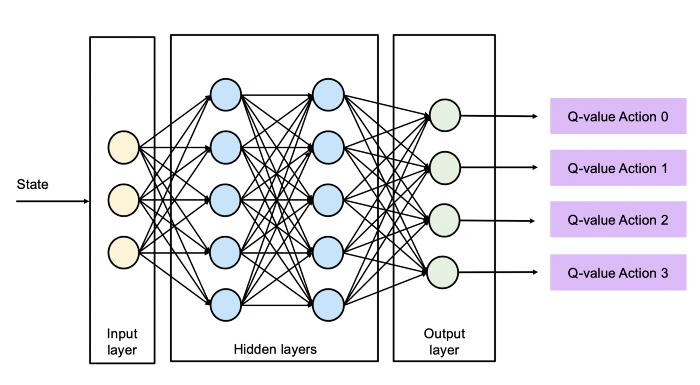 State
Input
layer
Hidden layers
Output
layer
Q-value Action 0
Q-value Action 1
Q-value Action 2
Q-value Action 3